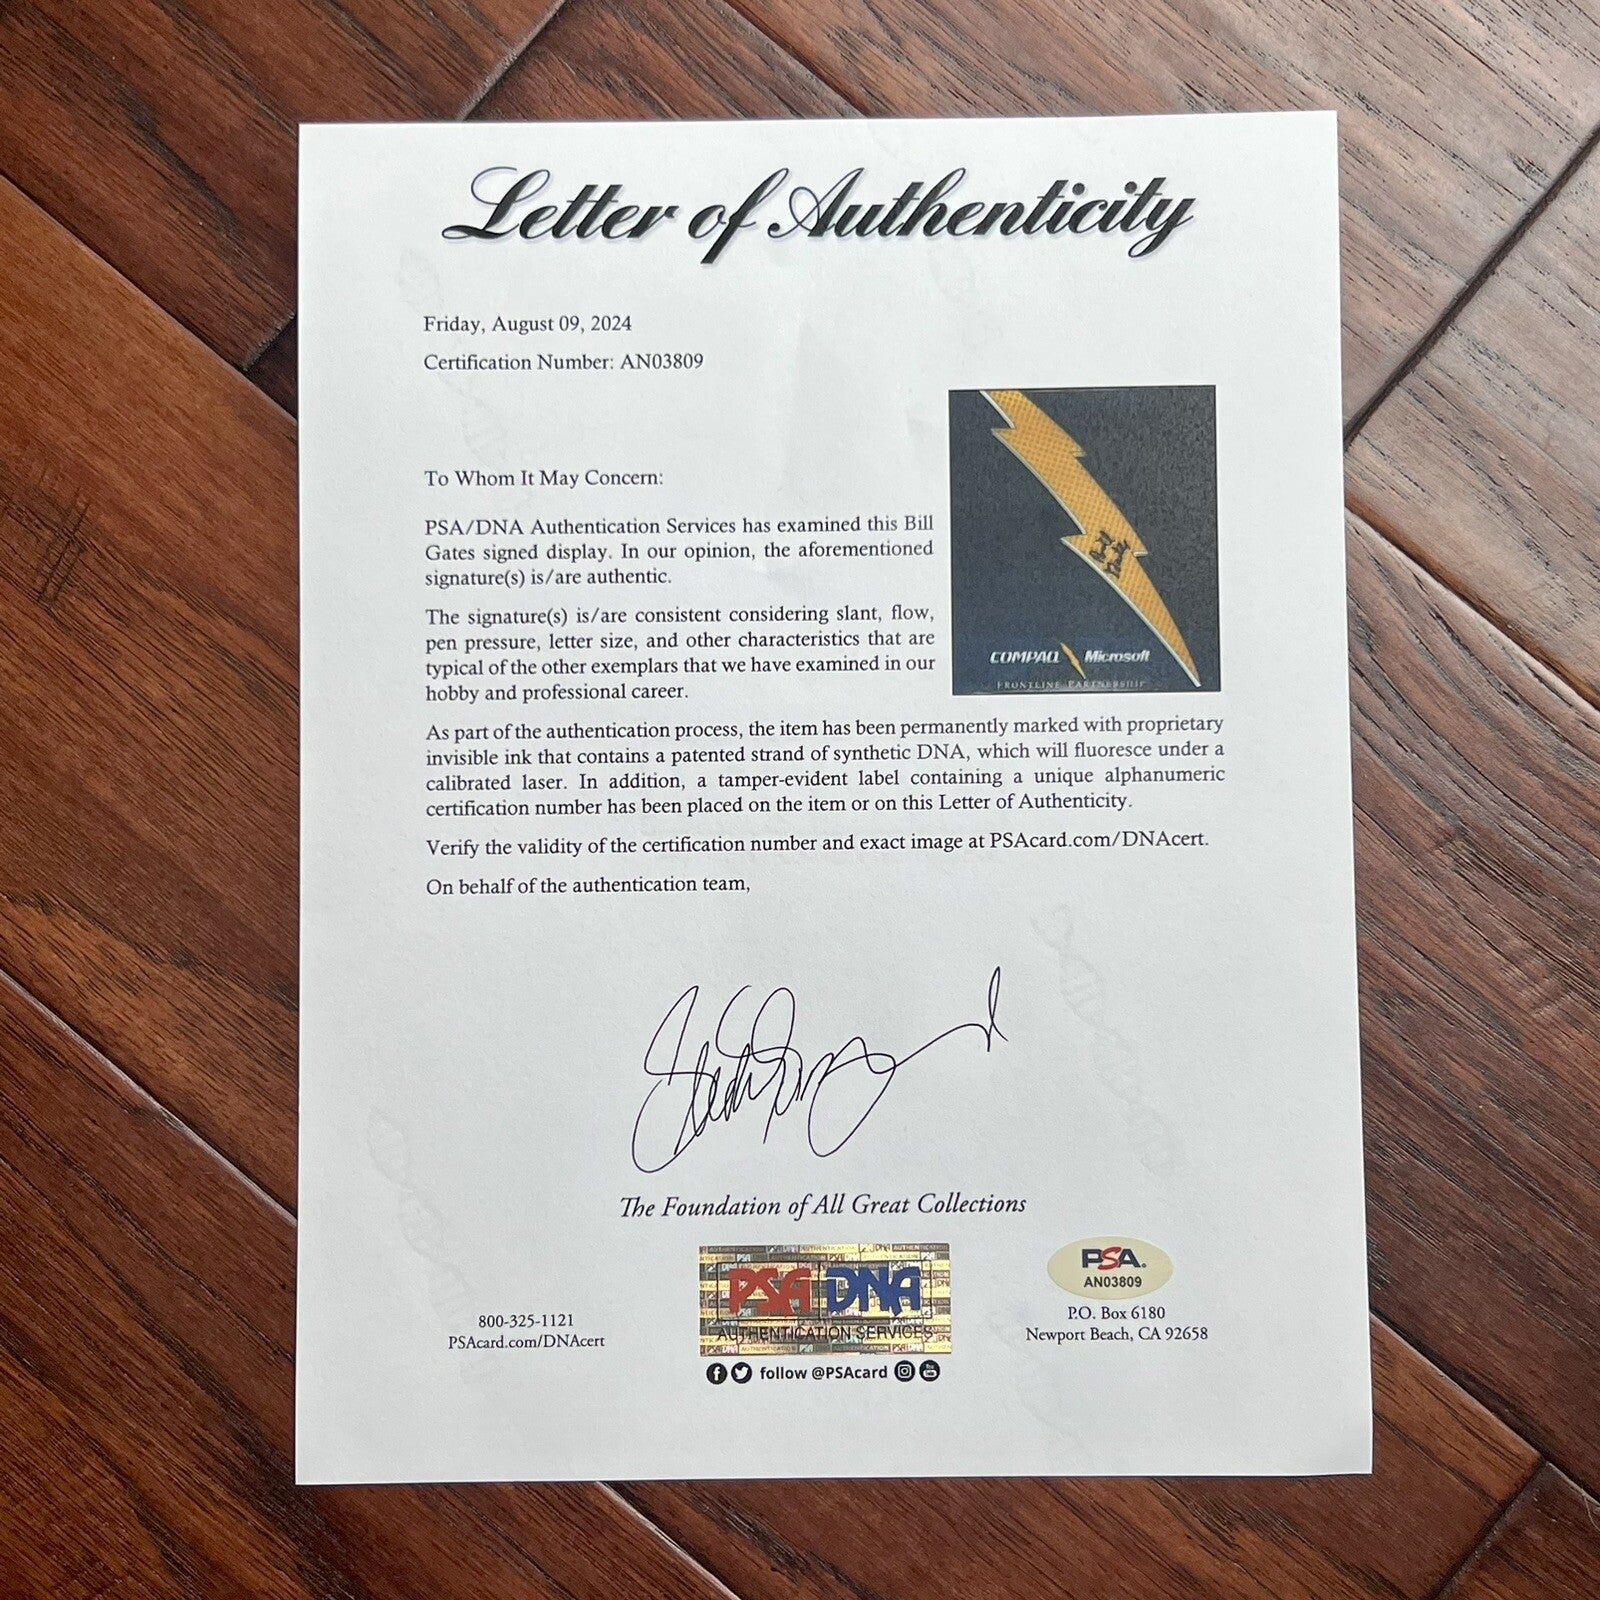 Letter of Authenticity
Friday, August 09, 2024
Certification Number: AN03809
To Whom It May Concern:
PSA/DNA Authentication Services has examined this Bill
Gates signed display. In our opinion, the aforementioned
signature(s) is/are authentic.
The signature(s) is/are consistent considering slant, flow,
pen pressure, letter size, and other characteristics that are
typical of the other exemplars that we have examined in our
hobby and professional career.
COMPAQ Microsoft
FRONTLINE PARTNERSHIP
As part of the authentication process, the item has been permanently marked with proprietary
invisible ink that contains a patented strand of synthetic DNA, which will fluoresce under a
calibrated laser. In addition, a tamper-evident label containing a unique alphanumeric
certification number has been placed on the item or on this Letter of Authenticity.
Verify the validity of the certification number and exact image at PSAcard.com/DNAcert.
On behalf of the authentication team,
The Foundation of All Great Collections
800-325-1121
PSAcard.com/DNAcert
PSA DNA
AUTHENTICATION SERVICES
follow @PSAcard
PSA.
AN03809
P.O. Box 6180
Newport Beach, CA 92658